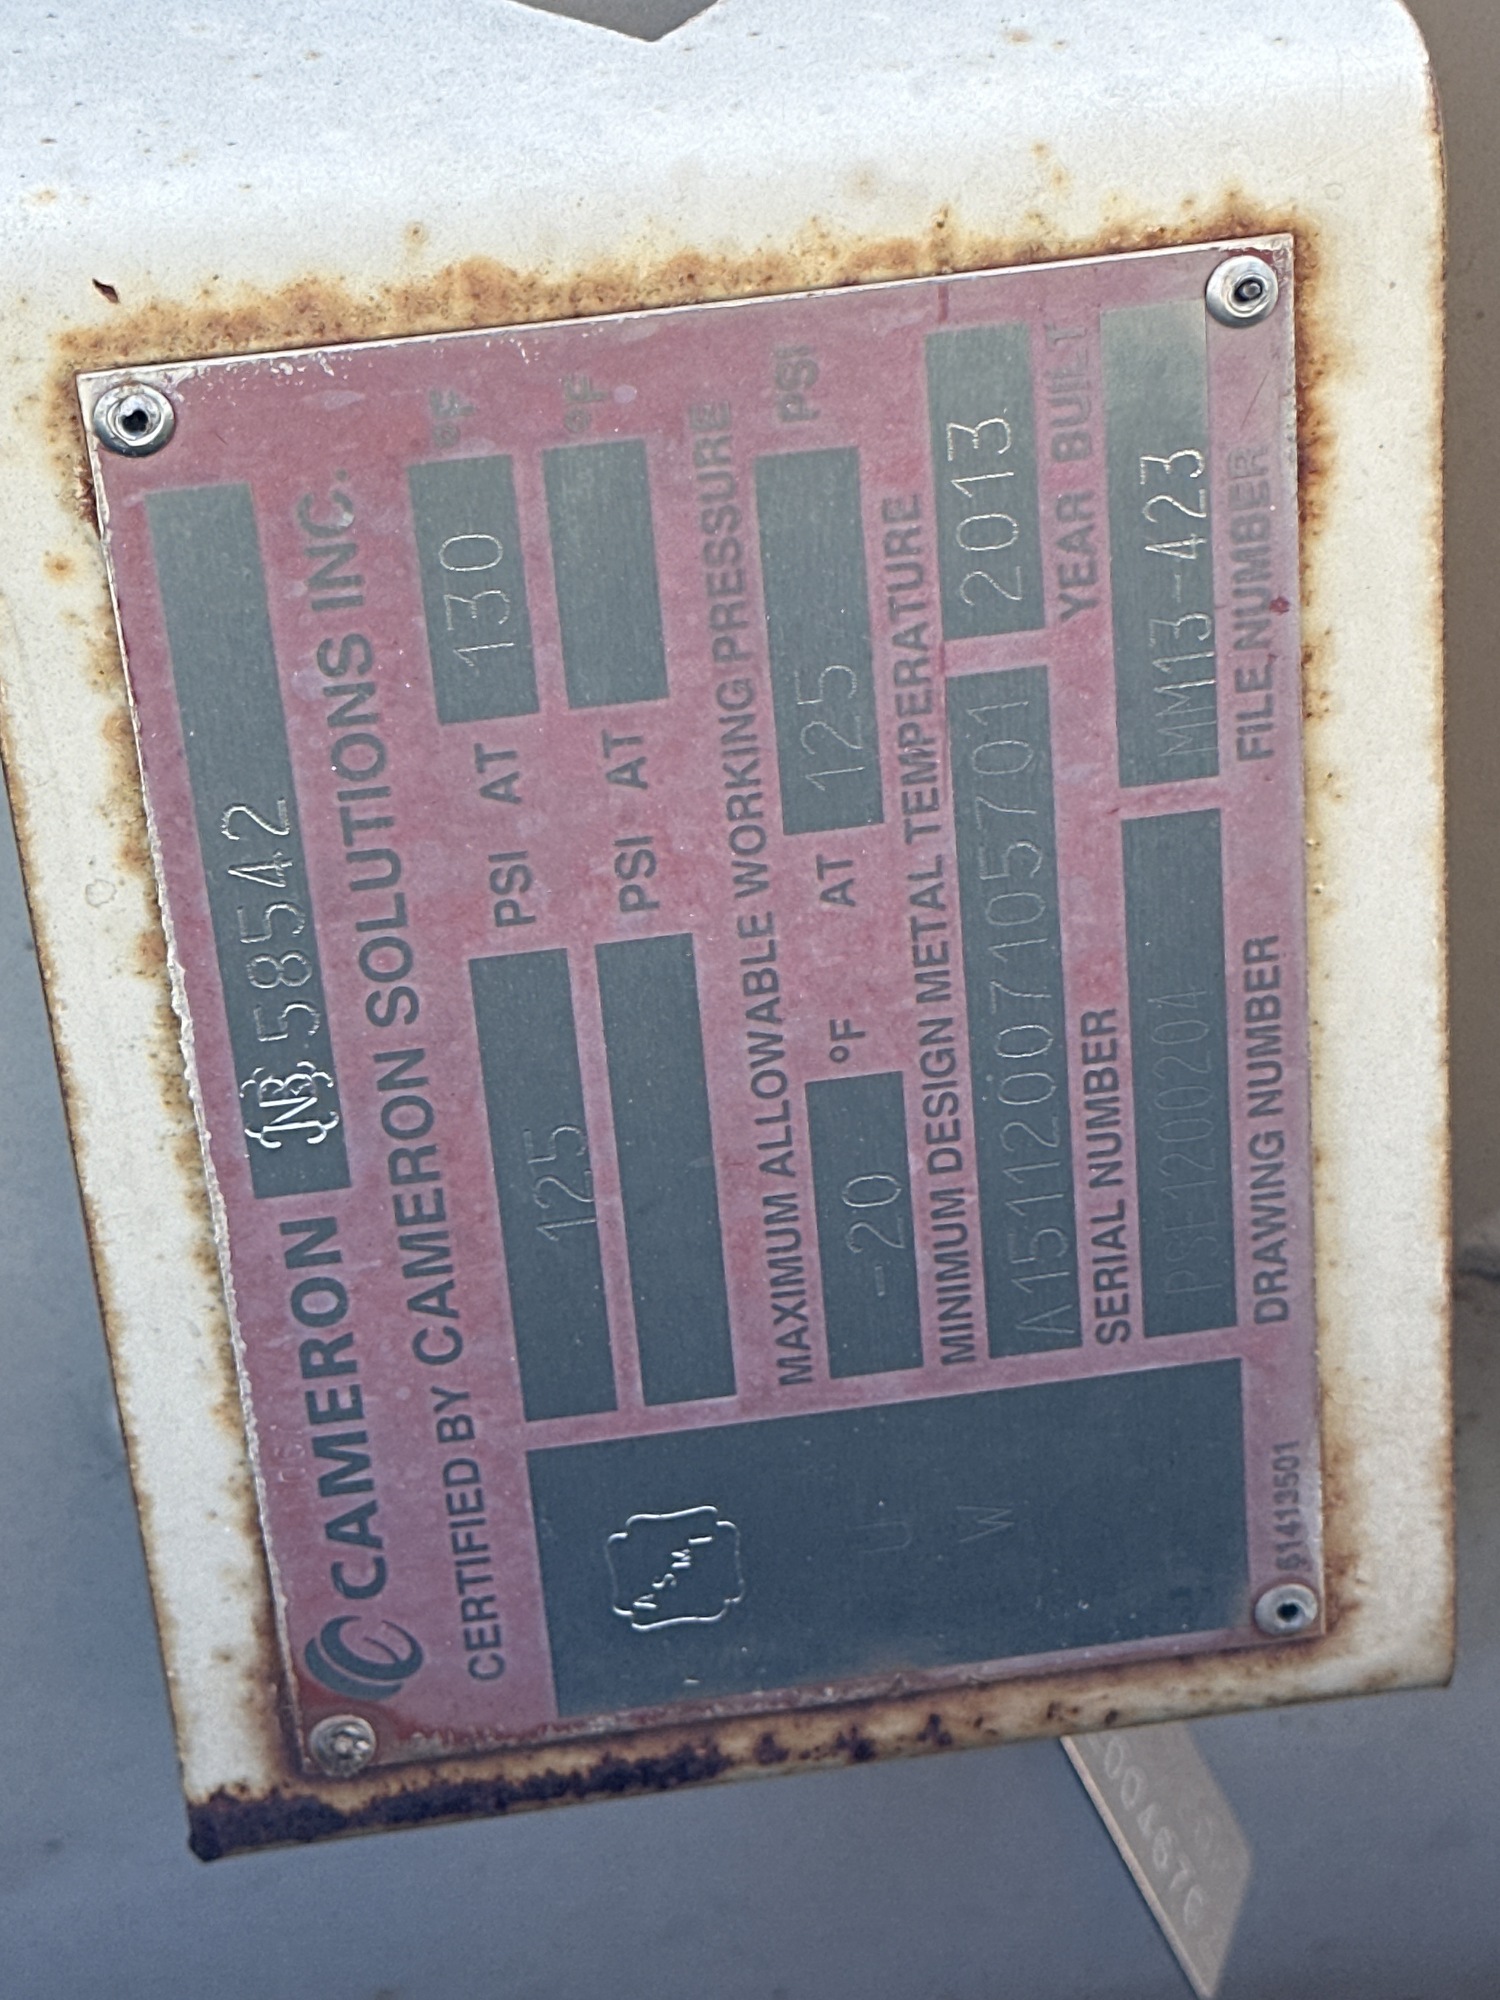 CAMERON NB 58542
CERTIFIED BY CAMERON SOLUTIONS INC.
125 PSI AT 130 °F
PSI AT °F
MAXIMUM ALLOWABLE WORKING PRESSURE
-20 °F AT 125 PSI
MINIMUM DESIGN METAL TEMPERATURE
A15112007105701 2013
SERIAL NUMBER YEAR BUILT
PSE1200204 MM13-423
DRAWING NUMBER FILE NUMBER
ASME
U
W
61413501